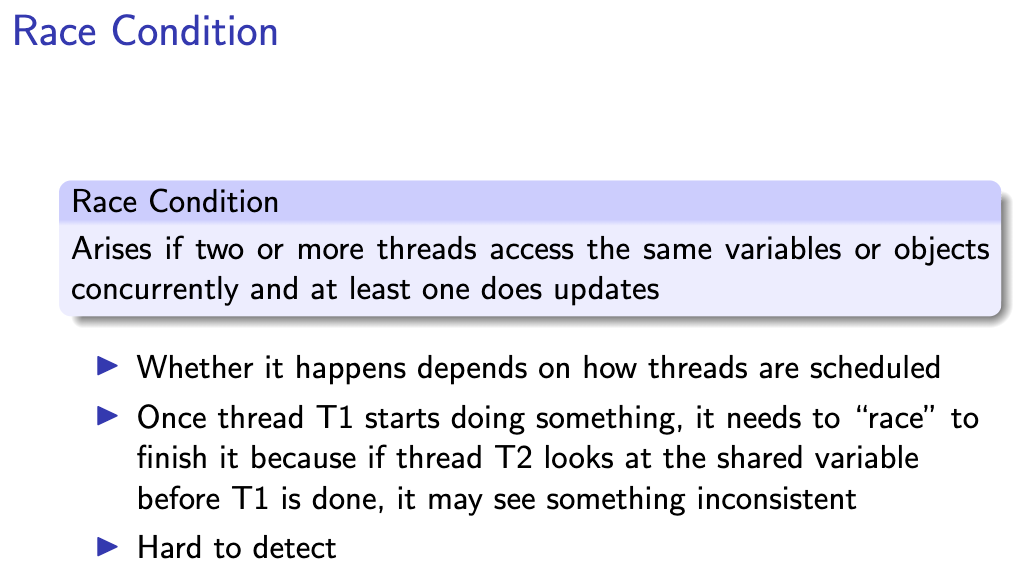 Race Condition
Race Condition
Arises if two or more threads access the same variables or objects
concurrently and at least one does updates
Whether it happens depends on how threads are scheduled
Once thread T1 starts doing something, it needs to “race” to
finish it because if thread T2 looks at the shared variable
before T1 is done, it may see something inconsistent
Hard to detect